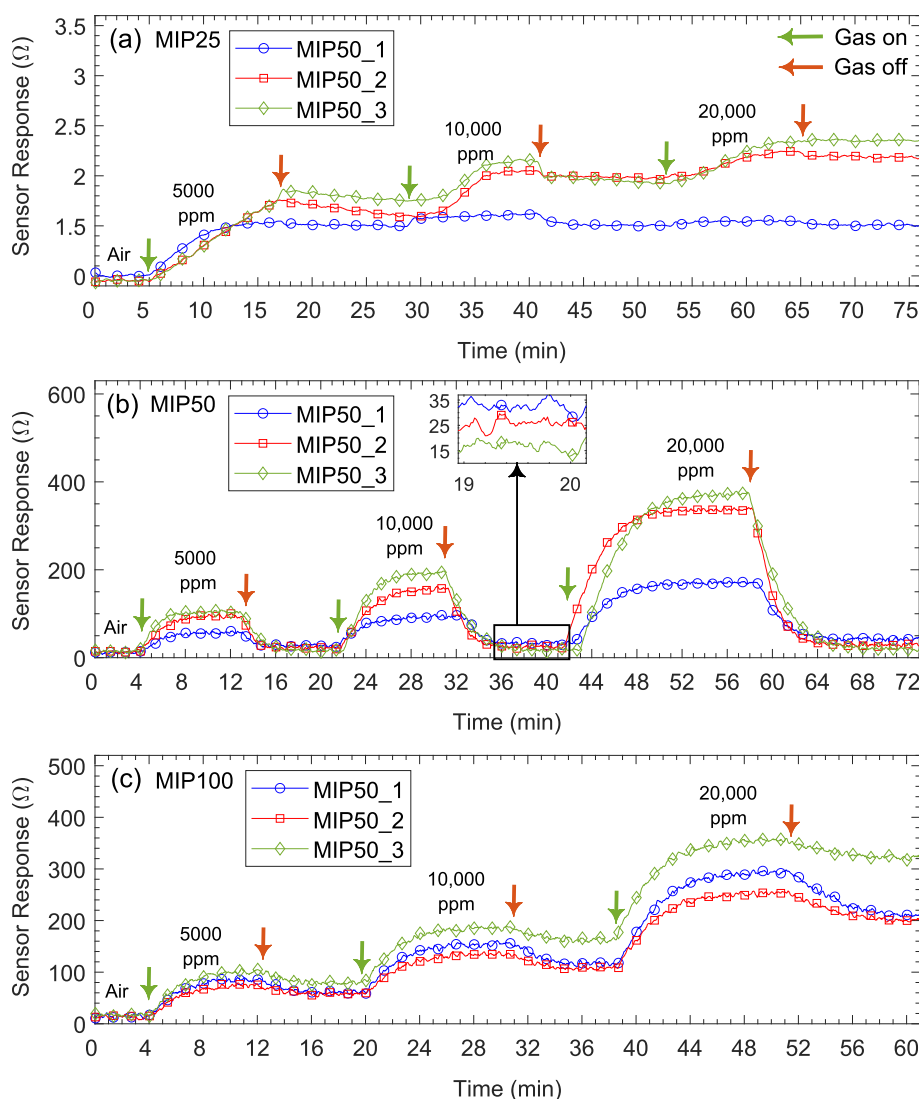 (a) MIP25
MIP50_1
MIP50_2
MIP50_3
Gas on
Gas off
Air
5000
ppm
10,000
ppm
20,000
ppm
Sensor Response (Ω)
3.6
3
2.5
2
1.5
0
0 5 10 15 20 25 30 35 40 45 50 55 60 65 70 75
Time (min)
(b) MIP50
MIP50_1
MIP50_2
MIP50_3
35
25
15
19 20
Air
5000
ppm
10,000
ppm
20,000
ppm
Sensor Response (Ω)
600
400
200
0
0 4 8 12 16 20 24 28 32 36 40 44 48 52 56 60 64 68 72
Time (min)
(c) MIP100
MIP50_1
MIP50_2
MIP50_3
Air
5000
ppm
10,000
ppm
20,000
ppm
Sensor Response (Ω)
500
400
300
200
100
0
0 4 8 12 16 20 24 28 32 36 40 44 48 52 56 60
Time (min)